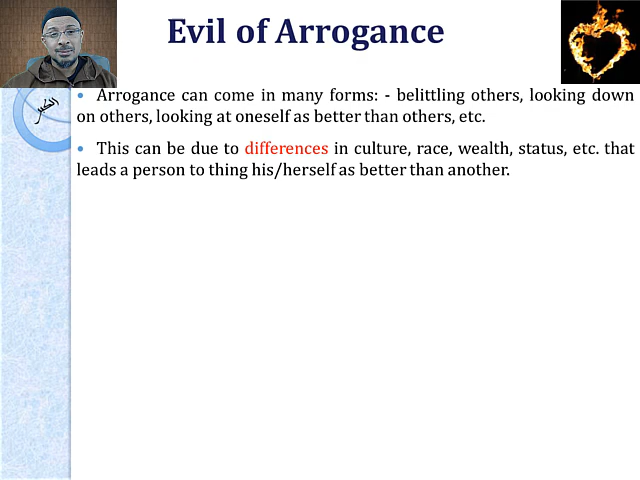 Evil of Arrogance
الكبر
• Arrogance can come in many forms: - belittling others, looking down
on others, looking at oneself as better than others, etc.
• This can be due to differences in culture, race, wealth, status, etc. that
leads a person to thing his/herself as better than another.